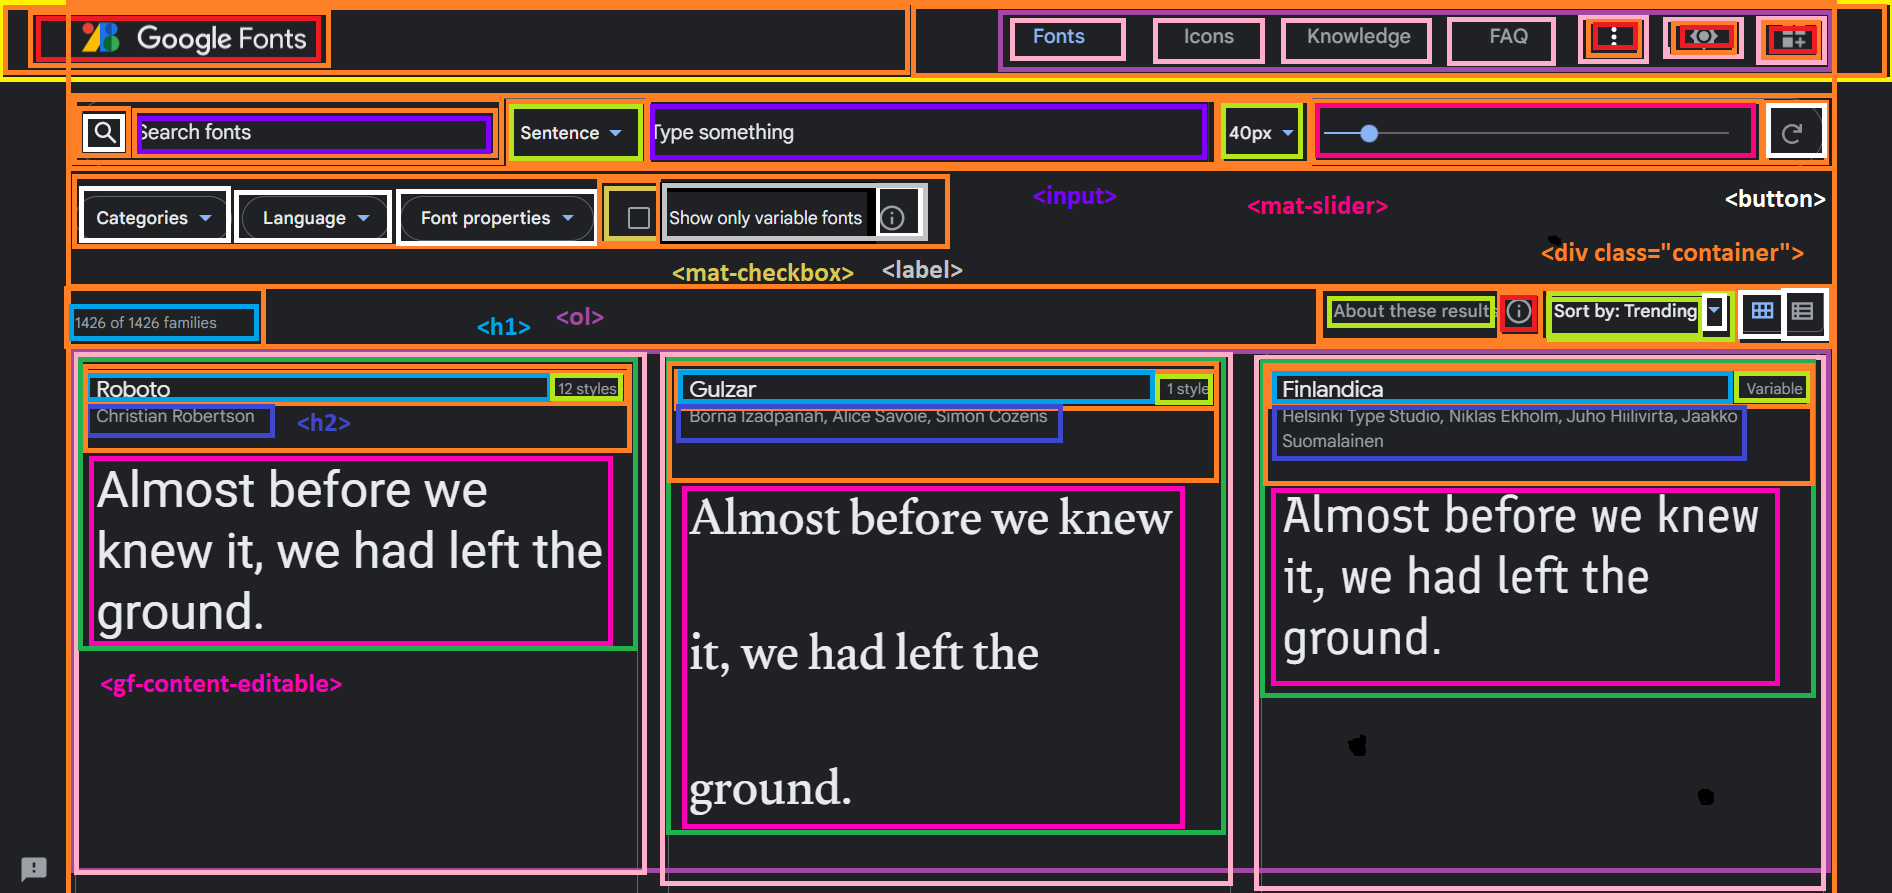 Google Fonts
Fonts
Icons
Knowledge
FAQ
Search fonts
Sentence
Type something
40px
Categories
Language
Font properties
Show only variable fonts
<input>
<mat-slider>
<button>
<div class="container">
<mat-checkbox>
<label>
1426 of 1426 families
<h1>
<ol>
About these results
Sort by: Trending
Roboto
12 styles
Christian Robertson
<h2>
Almost before we
knew it, we had left the
ground.
<gf-content-editable>
Gulzar
1 style
Borna Izadpanah, Alice Savoie, Simon Cozens
Almost before we knew
it, we had left the
ground.
Finlandica
Variable
Helsinki Type Studio, Niklas Ekholm, Juho Hiilivirta, Jaakko
Suomalainen
Almost before we knew
it, we had left the
ground.